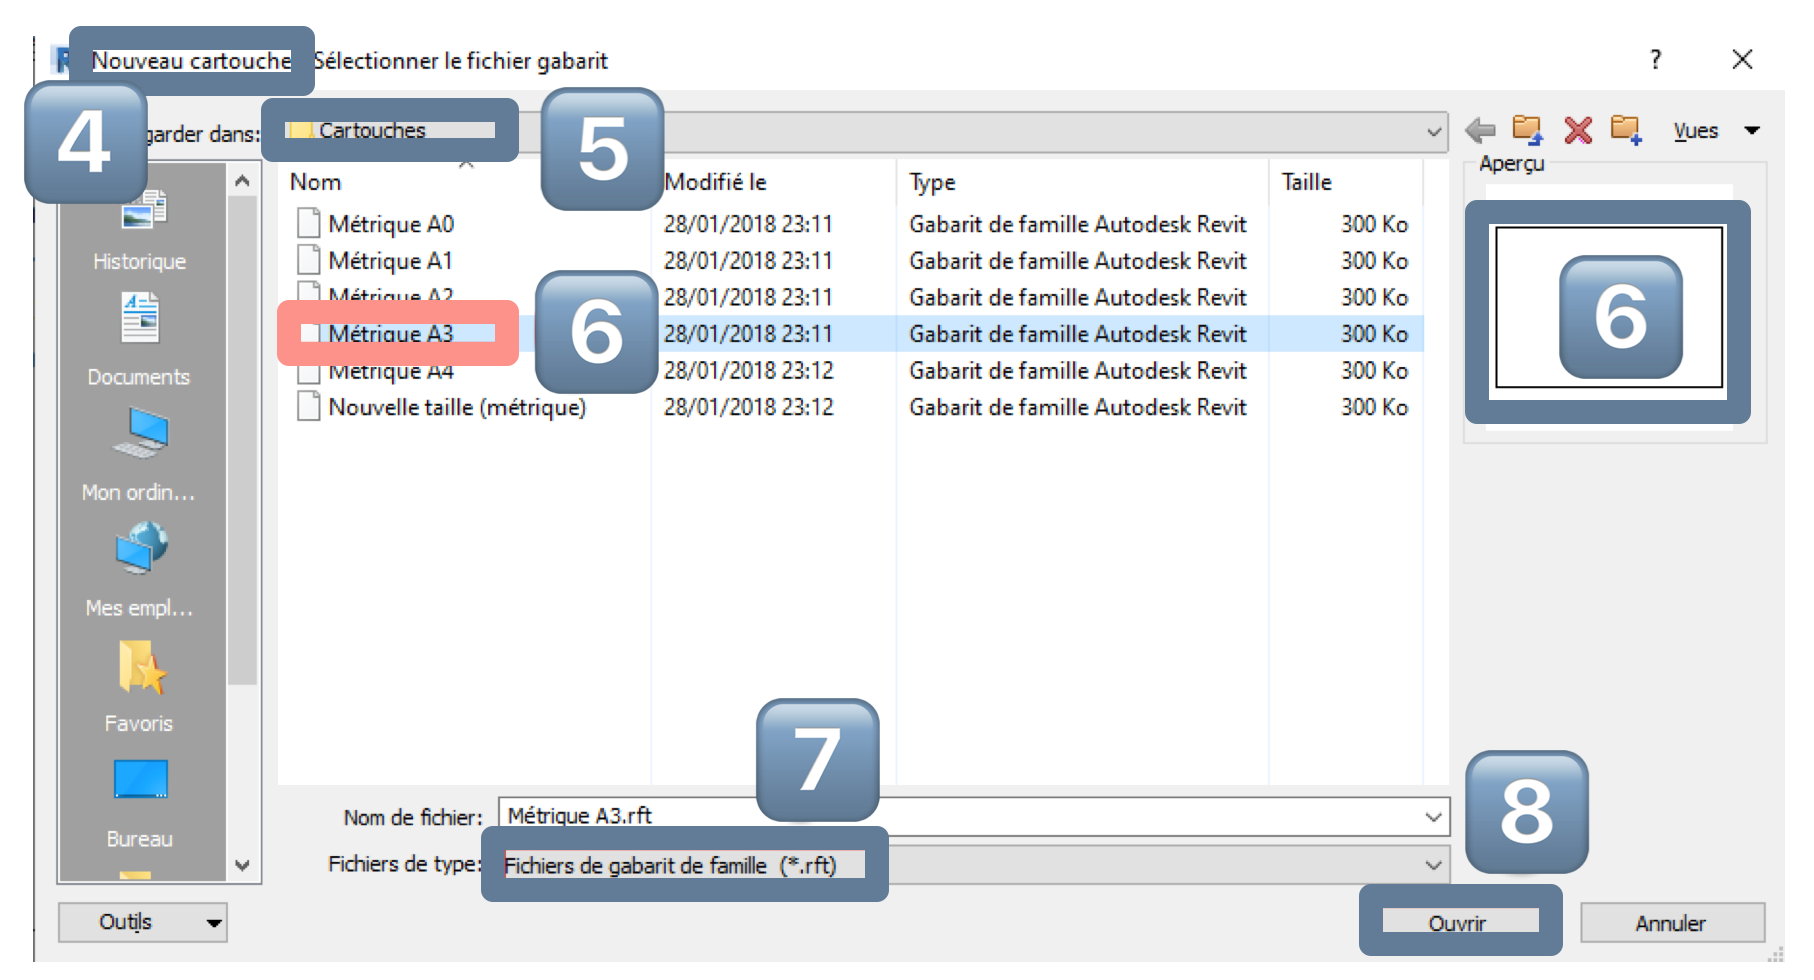 Nouveau cartouche Sélectionner le fichier gabarit ?
4
garder dans: Cartouches
5
Vues
Aperçu
Nom Modifié le Type Taille
Métrique A0 28/01/2018 23:11 Gabarit de famille Autodesk Revit 300 Ko
Métrique A1 28/01/2018 23:11 Gabarit de famille Autodesk Revit 300 Ko
Métrique A2 28/01/2018 23:11 Gabarit de famille Autodesk Revit 300 Ko
Métrique A3 28/01/2018 23:11 Gabarit de famille Autodesk Revit 300 Ko
Métrique A4 28/01/2018 23:12 Gabarit de famille Autodesk Revit 300 Ko
Nouvelle taille (métrique) 28/01/2018 23:12 Gabarit de famille Autodesk Revit 300 Ko
6
6
Historique
Documents
Mon ordin...
Mes empl...
Favoris
Bureau
7
8
Nom de fichier: Métrique A3.rft
Fichiers de type: Fichiers de gabarit de famille (*.rft)
Outils
Ouvrir
Annuler